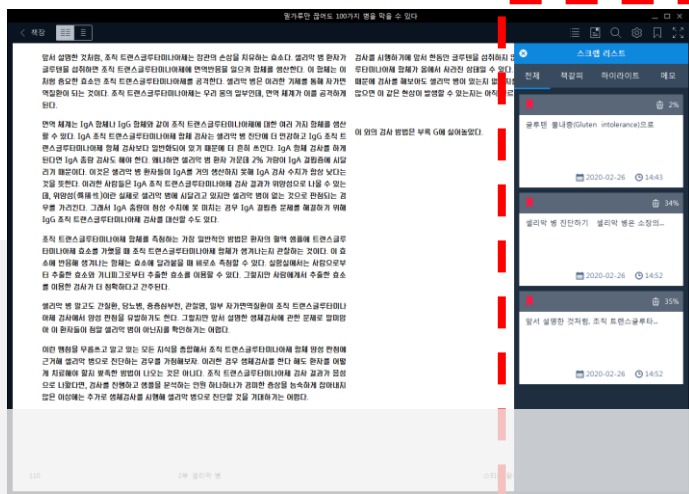 밀가루만 끊어도 100가지 병을 막을 수 있다
책장
앞서 설명한 것처럼, 조직 트랜스글루타미나아제는 장관의 손상을 치유하는 효소다. 셀리악 병 환자가
글루텐을 섭취하면 조직 트랜스글루타미나아제에 면역반응을 일으켜 항체를 생산한다. 이 항체는 이
처럼 중요한 효소인 조직 트랜스글루타미나아제를 공격한다. 셀리악 병은 이러한 기제를 통해 자가면
역질환이 되는 것이다. 조직 트랜스글루타미나아제는 우리 몸의 일부인데, 면역 체계가 이를 공격하게
된다.
면역 체계는 IgA 항체나 IgG 항체와 같이 조직 트랜스글루타미나아제에 대한 여러 가지 항체를 생산
할 수 있다. IgA 조직 트랜스글루타미나아제 항체 검사는 셀리악 병 진단에 더 민감하고 IgG 조직 트
랜스글루타미나아제 항체 검사보다 일반화되어 있기 때문에 더 흔히 쓰인다. IgA 항체 검사를 하게
된다면 IgA 총량 검사도 해야 한다. 왜냐하면 셀리악 병 환자 가운데 2% 가량이 IgA 결핍증에 시달
리기 때문이다. 이것은 셀리악 병 환자들이 IgA를 거의 생산하지 못해 IgA 검사 수치가 항상 낮다는
것을 뜻한다. 이러한 사람들은 IgA 조직 트랜스글루타미나아제 검사 결과가 위양성으로 나올 수 있는
데, 위양성(僞陽性)이란 실제로 셀리악 병에 시달리고 있지만 셀리악 병이 없는 것으로 판정되는 경
우를 가리킨다. 그래서 IgA 총량이 정상 수치에 못 미치는 경우 IgA 결핍증 문제를 해결하기 위해
IgG 조직 트랜스글루타미나아제 검사를 대신할 수도 있다.
조직 트랜스글루타미나아제 항체를 측정하는 가장 일반적인 방법은 환자의 혈액 샘플에 트랜스글루
타미나아제 효소를 가했을 때 조직 트랜스글루타미나아제 항체가 생겨나는지 관찰하는 것이다. 이 효
소에 반응해 생겨나는 항체는 효소에 달라붙을 때 비로소 측정할 수 있다. 실험실에서는 사람으로부
터 추출한 효소와 기니피그로부터 추출한 효소를 이용할 수 있다. 그렇지만 사람에게서 추출한 효소
를 이용한 검사가 더 정확하다고 간주된다.
셀리악 병 말고도 간질환, 당뇨병, 중증심부전, 관절염, 일부 자가면역질환이 조직 트랜스글루타미나
아제 검사에서 양성 반응을 유발하기도 한다. 그렇지만 앞서 설명한 생체검사에 관한 문제로 말미암
아 이 환자들이 정말 셀리악 병이 아닌지를 확인하기는 어렵다.
이런 맹점을 무릅쓰고 알고 있는 모든 지식을 종합해서 조직 트랜스글루타미나아제 항체 양성 판정에
근거해 셀리악 병으로 진단하는 경우를 가정해보자. 이러한 경우 생체검사를 한다 해도 환자를 어떻
게 치료해야 할지 뾰족한 방법이 나오는 것은 아니다. 조직 트랜스글루타미나아제 검사 결과가 음성
으로 나왔다면, 검사를 진행하고 샘플을 분석하는 인원 하나하나가 경미한 증상을 능숙하게 잡아내지
않은 이상에는 추가로 생체검사를 시행해 셀리악 병으로 진단할 것을 기대하기는 어렵다.
검사를 시행하기에 앞서 한동안 글루텐을 섭취하지
루타미나아제 항체가 몸에서 사라진 상태일 수 있다.
때문에 검사를 해보아도 셀리악 병이 있는지
않으면 이 같은 현상이 발생할 수 있는지는
이 외의 검사 방법은 부록 G에 실어놓았다.
스크랩 리스트
전체 책갈피 하이라이트 메모
2%
글루텐 불내증(Gluten intolerance)으로
2020-02-26 14:43
34%
셀리악 병 진단하기 셀리악 병은 소장의...
2020-02-26 14:52
35%
앞서 설명한 것처럼, 조직 트랜스글루타...
2020-02-26 14:52
110
2부 셀리악 병